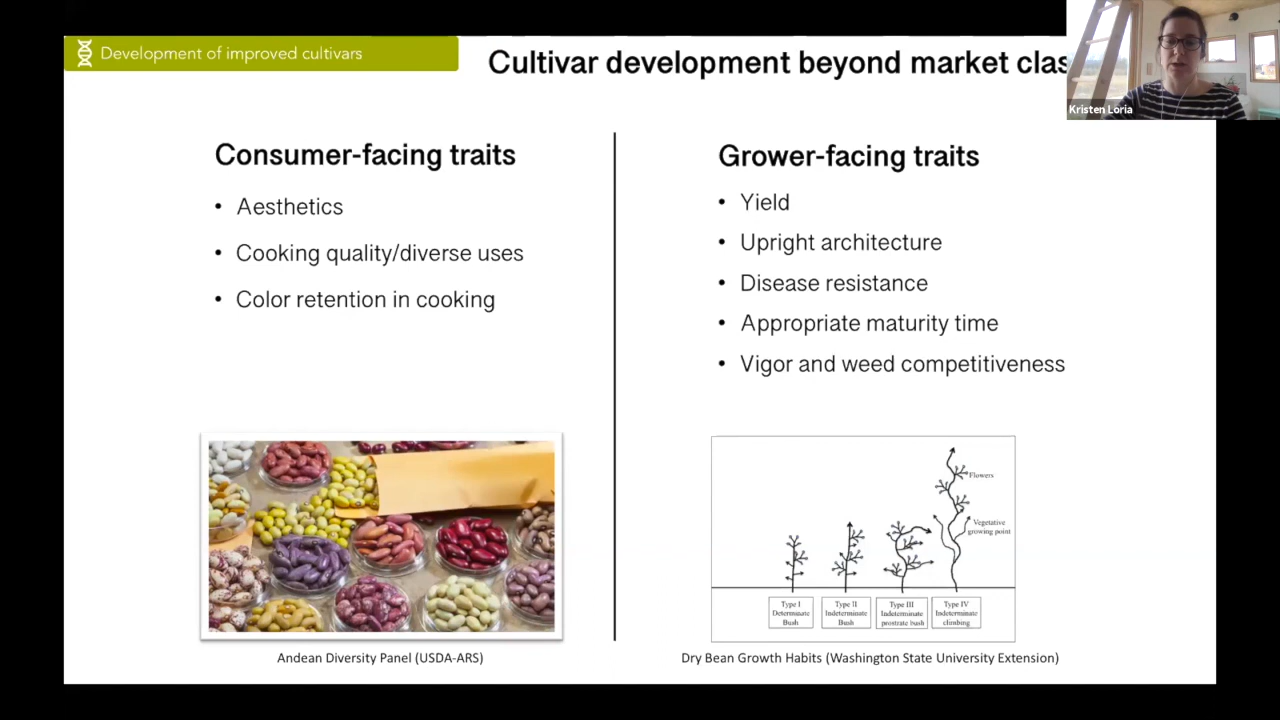 Development of improved cultivars
Cultivar development beyond market clas
Kristen Loria
Consumer-facing traits
• Aesthetics
• Cooking quality/diverse uses
• Color retention in cooking
Grower-facing traits
• Yield
• Upright architecture
• Disease resistance
• Appropriate maturity time
• Vigor and weed competitiveness
Flowers
Vegetative
growing point
Type I
Determinate
Bush
Type II
Indeterminate
Bush
Type III
Indeterminate
prostrate bush
Type IV
Indeterminate
climbing
Andean Diversity Panel (USDA-ARS)
Dry Bean Growth Habits (Washington State University Extension)